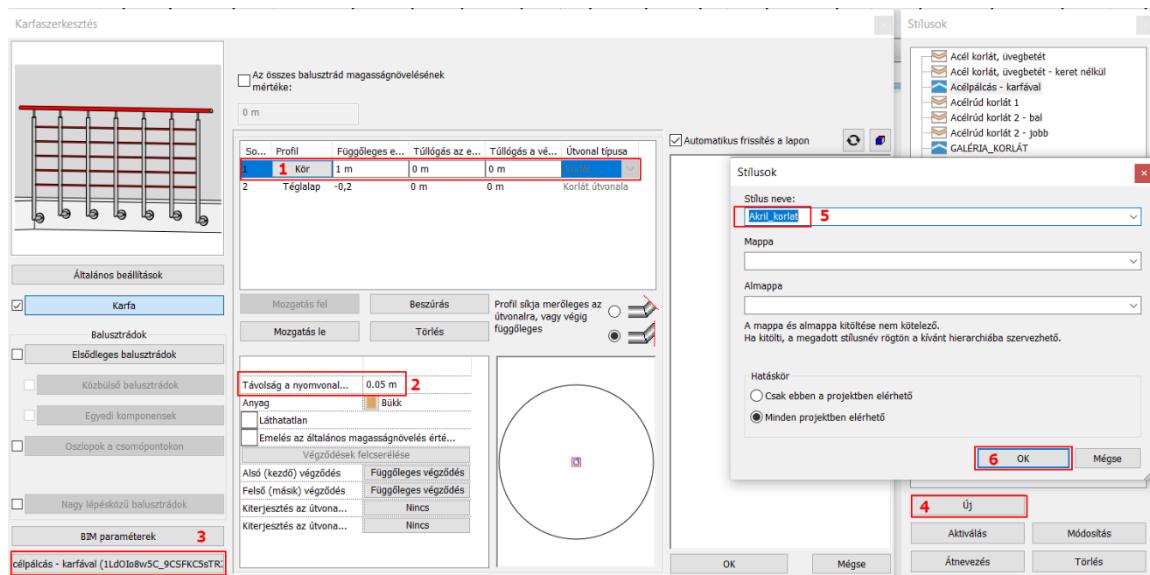 Karfaszerkesztés
Általános beállítások
Karfa
Balusztrádok
Elsődleges balusztrádok
Közbülső balusztrádok
Egyedi komponensek
Oszlopok a csomópontokon
Nagy lépésközű balusztrádok
BIM paraméterek 3
célpálcás - karfával (1LdOIo8w5C_9CSFKC5sTR
Az összes balusztrád magasságnövelésének
mértéke:
0 m
So... Profil Függőleges e... Túllógás az e... Túllógás a vé... Útvonal típusa
1 1 Kör 1 m 0 m 0 m
2 Téglalap -0,2 0 m 0 m Korlát útvonala
Mozgatás fel Beszúrás
Mozgatás le Törlés
Profil síkja merőleges az
útvonalra, vagy végig
függőleges
Távolság a nyomvonal... 0.05 m 2
Anyag Bükk
Láthatatlan
Emelés az általános magasságnövelés érté...
Végződések felcserélése
Alsó (kezdő) végződés Függőleges végződés
Felső (másik) végződés Függőleges végződés
Kiterjesztés az útvona... Nincs
Kiterjesztés az útvona... Nincs
Automatikus frissítés a lapon
OK Mégse
Stílusok
Acél korlát, üvegbetét
Acél korlát, üvegbetét - keret nélkül
Acélpálcás - karfával
Acélrúd korlát 1
Acélrúd korlát 2 - bal
Acélrúd korlát 2 - jobb
GALÉRIA_KORLÁT
Stílusok
Stílus neve:
Akril_korlat 5
Mappa
Almappa
A mappa és almappa kitöltése nem kötelező.
Ha kitölti, a megadott stílusnév rögtön a kívánt hierarchiába szervezhető.
Hatáskör
Csak ebben a projektben elérhető
Minden projektben elérhető
6 OK Mégse
4 Új
Aktiválás Módosítás
Átnevezés Törlés